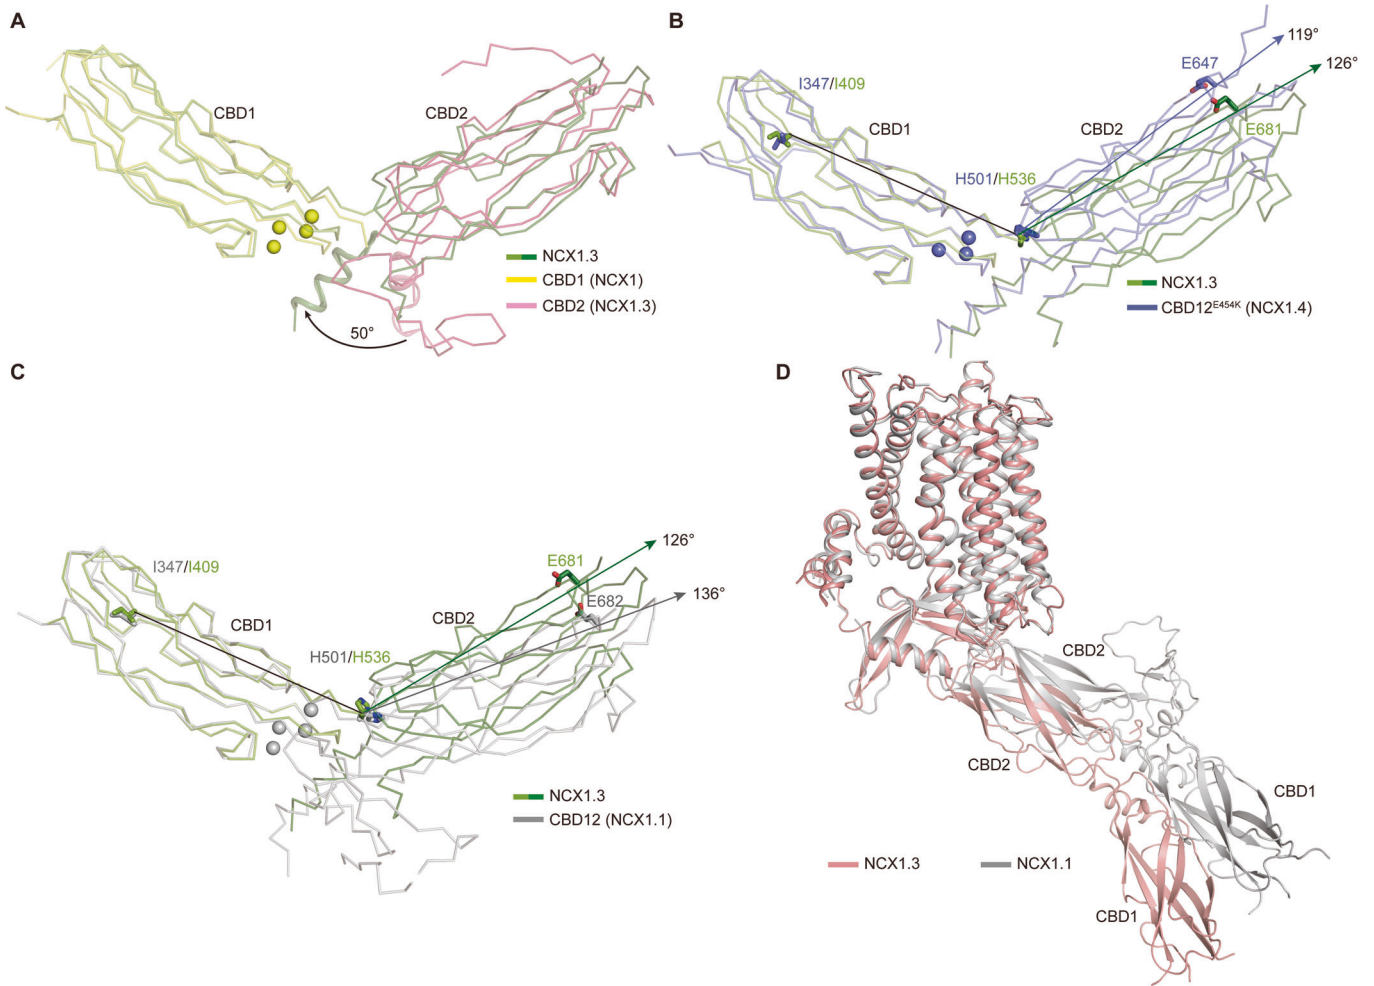 A
CBD1
CBD2
NCX1.3
CBD1 (NCX1)
CBD2 (NCX1.3)
50°
B
119°
126°
E647
I347/I409
CBD1
CBD2
E681
H501/H536
NCX1.3
CBD12E454K (NCX1.4)
C
126°
136°
E681
E682
I347/I409
CBD1
CBD2
H501/H536
NCX1.3
CBD12 (NCX1.1)
D
CBD2
CBD2
CBD1
CBD1
NCX1.3
NCX1.1